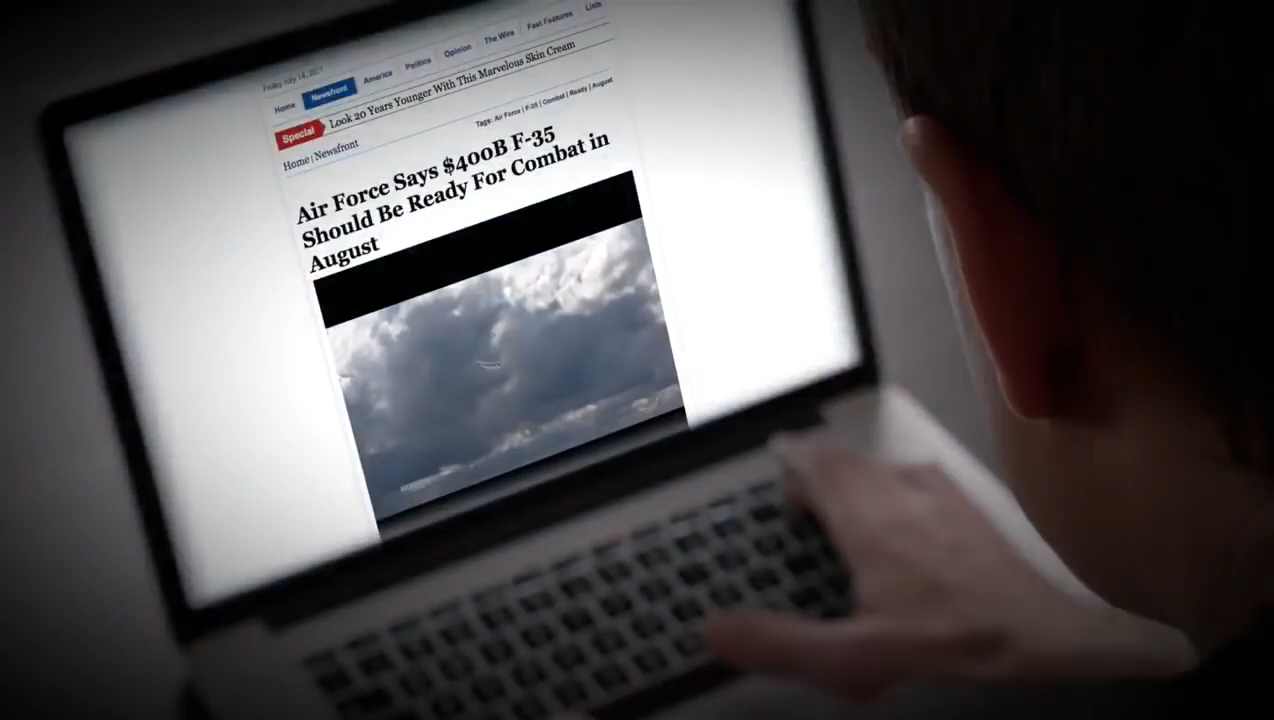 Friday July 14, 2021
Home Newsfront America Politics Opinion The Wire Fast Features Lists
Special Look 20 Years Younger With This Marvelous Skin Cream
Tags: Air Force | F-35 | Combat | Ready | August
Home | Newsfront
Air Force Says $400B F-35
Should Be Ready For Combat in
August